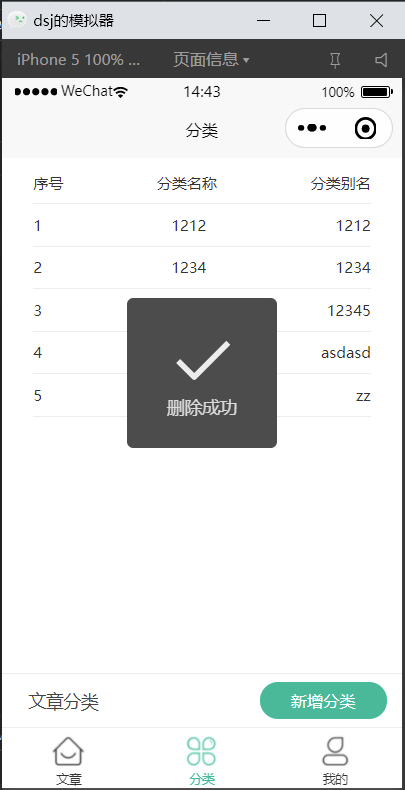 dsj的模拟器
iPhone 5 100% ...
页面信息
WeChat
14:43
100%
分类
序号 分类名称 分类别名
1 1212 1212
2 1234 1234
3 12345
4 asdasd
5 zz
删除成功
文章分类
新增分类
文章 分类 我的